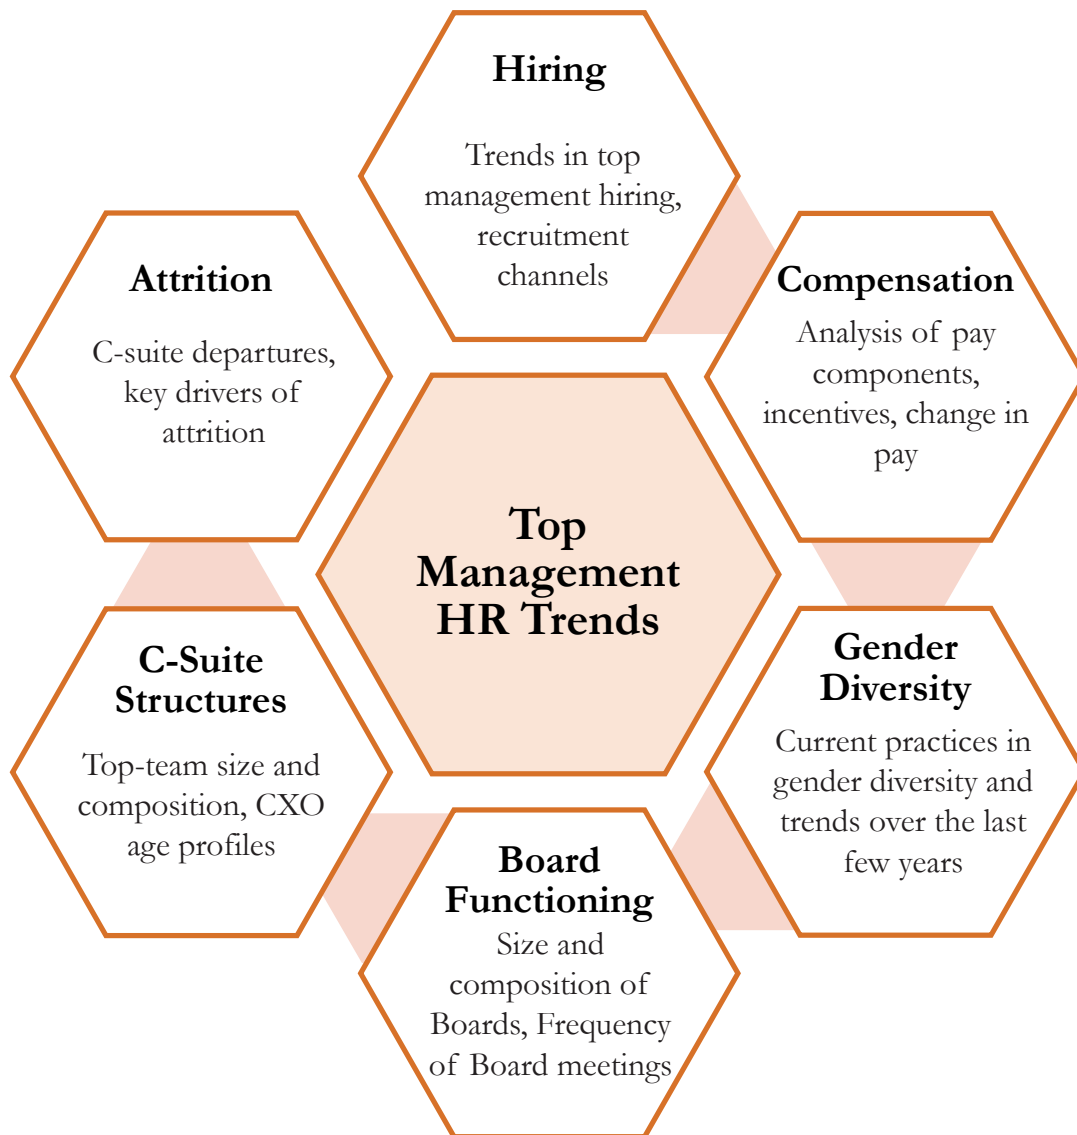 Hiring
Trends in top
management hiring,
recruitment
channels
Compensation
Analysis of pay
components,
incentives, change in
pay
Gender
Diversity
Current practices in
gender diversity and
trends over the last
few years
Board
Functioning
Size and
composition of
Boards, Frequency
of Board meetings
C-Suite
Structures
Top-team size and
composition, CXO
age profiles
Attrition
C-suite departures,
key drivers of
attrition
Top
Management
HR Trends